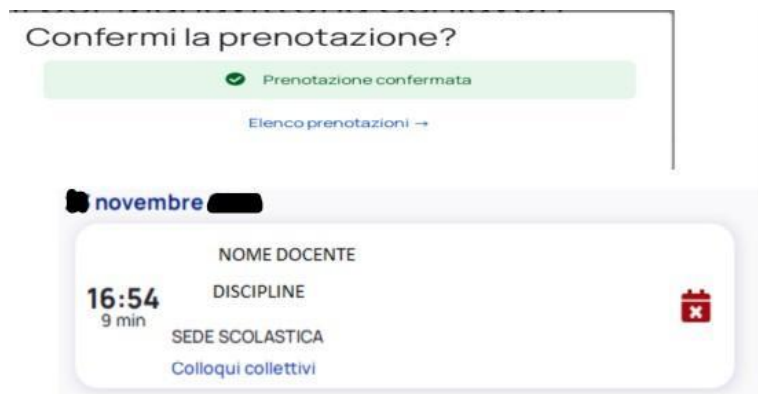 Confermi la prenotazione?
Prenotazione confermata
Elenco prenotazioni →
novembre
NOME DOCENTE
16:54
DISCIPLINE
9 min
SEDE SCOLASTICA
Colloqui collettivi